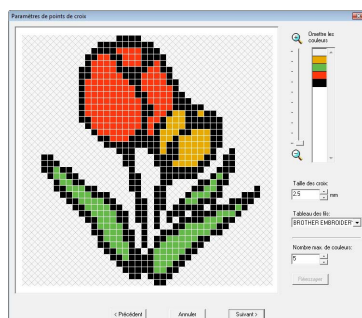 Paramètres de points de croix
Omettre les
couleurs
Taille des croix:
2.5 mm
Tableau des fils:
BROTHER EMBROIDER
Nombre max. de couleurs:
5
< Précédent Annuler Suivant >